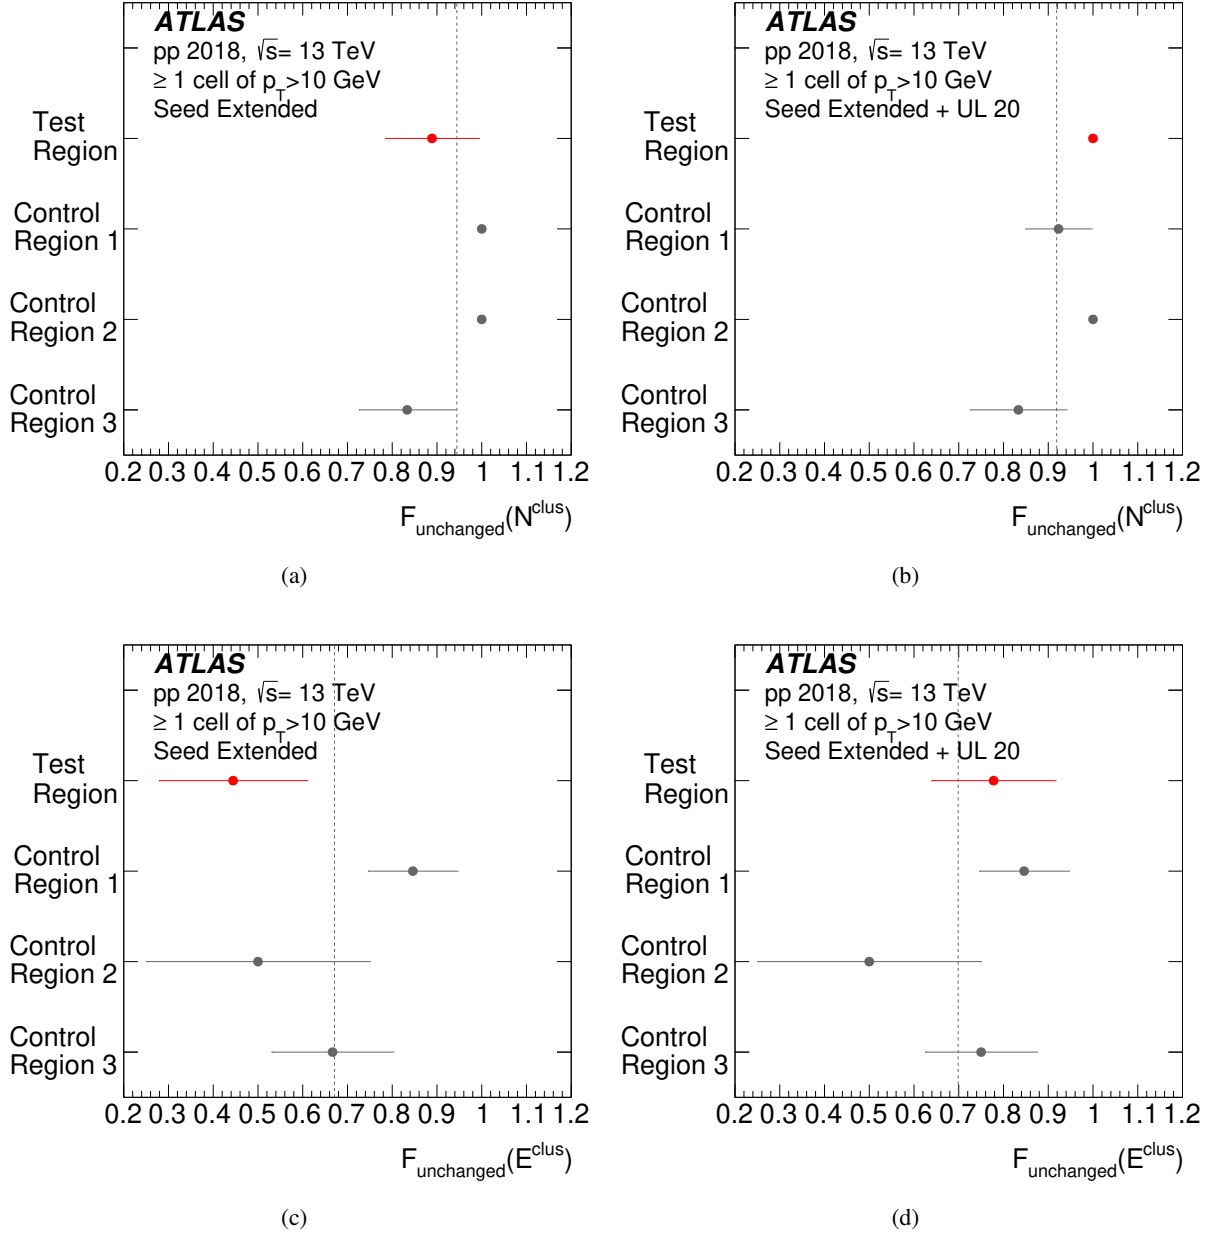 ATLAS
pp 2018, √s= 13 TeV
≥ 1 cell of p_T>10 GeV
Seed Extended
Test
Region
Control
Region 1
Control
Region 2
Control
Region 3
0.2 0.3 0.4 0.5 0.6 0.7 0.8 0.9 1 1.1 1.2
F_unchanged(N^clus)
(a)
ATLAS
pp 2018, √s= 13 TeV
≥ 1 cell of p_T>10 GeV
Seed Extended + UL 20
Test
Region
Control
Region 1
Control
Region 2
Control
Region 3
0.2 0.3 0.4 0.5 0.6 0.7 0.8 0.9 1 1.1 1.2
F_unchanged(N^clus)
(b)
ATLAS
pp 2018, √s= 13 TeV
≥ 1 cell of p_T>10 GeV
Seed Extended
Test
Region
Control
Region 1
Control
Region 2
Control
Region 3
0.2 0.3 0.4 0.5 0.6 0.7 0.8 0.9 1 1.1 1.2
F_unchanged(E^clus)
(c)
ATLAS
pp 2018, √s= 13 TeV
≥ 1 cell of p_T>10 GeV
Seed Extended + UL 20
Test
Region
Control
Region 1
Control
Region 2
Control
Region 3
0.2 0.3 0.4 0.5 0.6 0.7 0.8 0.9 1 1.1 1.2
F_unchanged(E^clus)
(d)